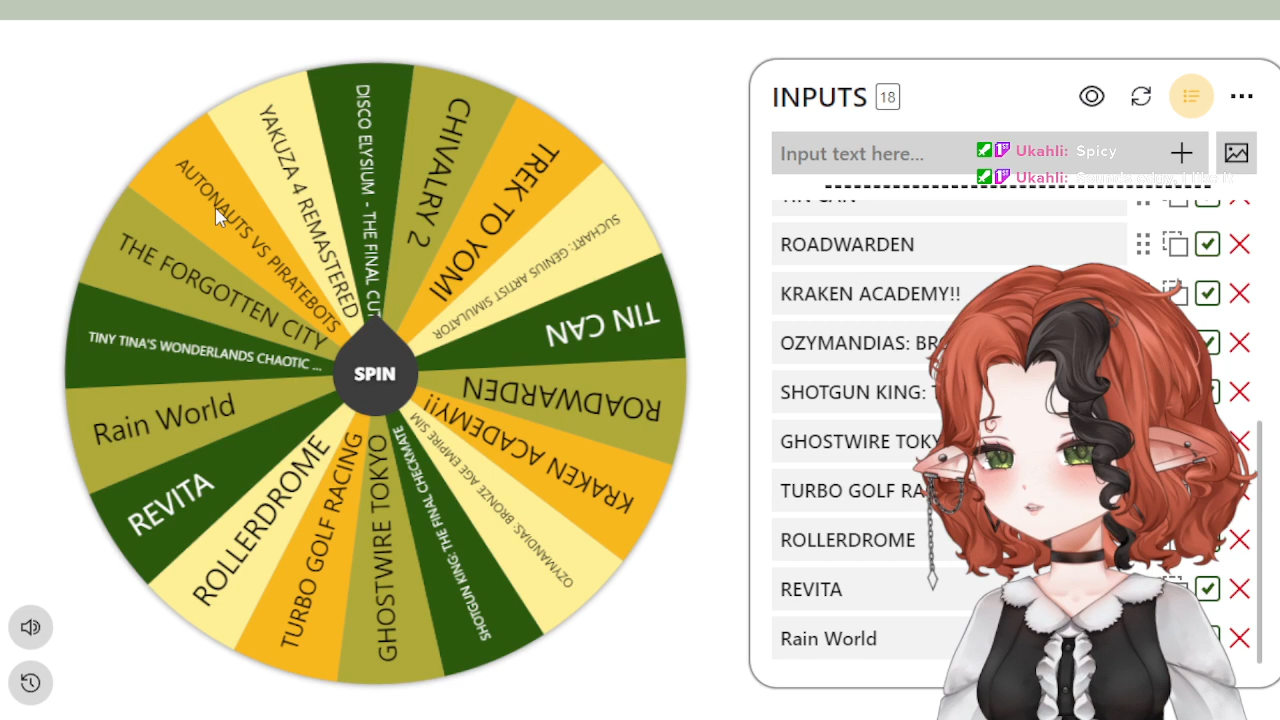 DISCO ELYSIUM - THE FINAL CUT
CHIVALRY 2
TREK TO YOMI
SUCHART: GENIUS ARTIST SIMULATOR
TIN CAN
ROADWARDEN
KRAKEN ACADEMY!!
OZYMANDIAS: BRONZE AGE EMPIRE SIM
SHOTGUN KING: THE FINAL CHECKMATE
GHOSTWIRE TOKYO
TURBO GOLF RACING
ROLLERDROME
REVITA
Rain World
TINY TINA'S WONDERLANDS CHAOTIC ...
THE FORGOTTEN CITY
AUTONAUTS VS PIRATEBOTS
YAKUZA 4 REMASTERED
SPIN
INPUTS 18
Input text here...
Ukahli: Spicy
Ukahli:
TIN CAN
ROADWARDEN
KRAKEN ACADEMY!!
OZYMANDIAS: BR
SHOTGUN KING: T
GHOSTWIRE TOKY
TURBO GOLF RA
ROLLERDROME
REVITA
Rain World